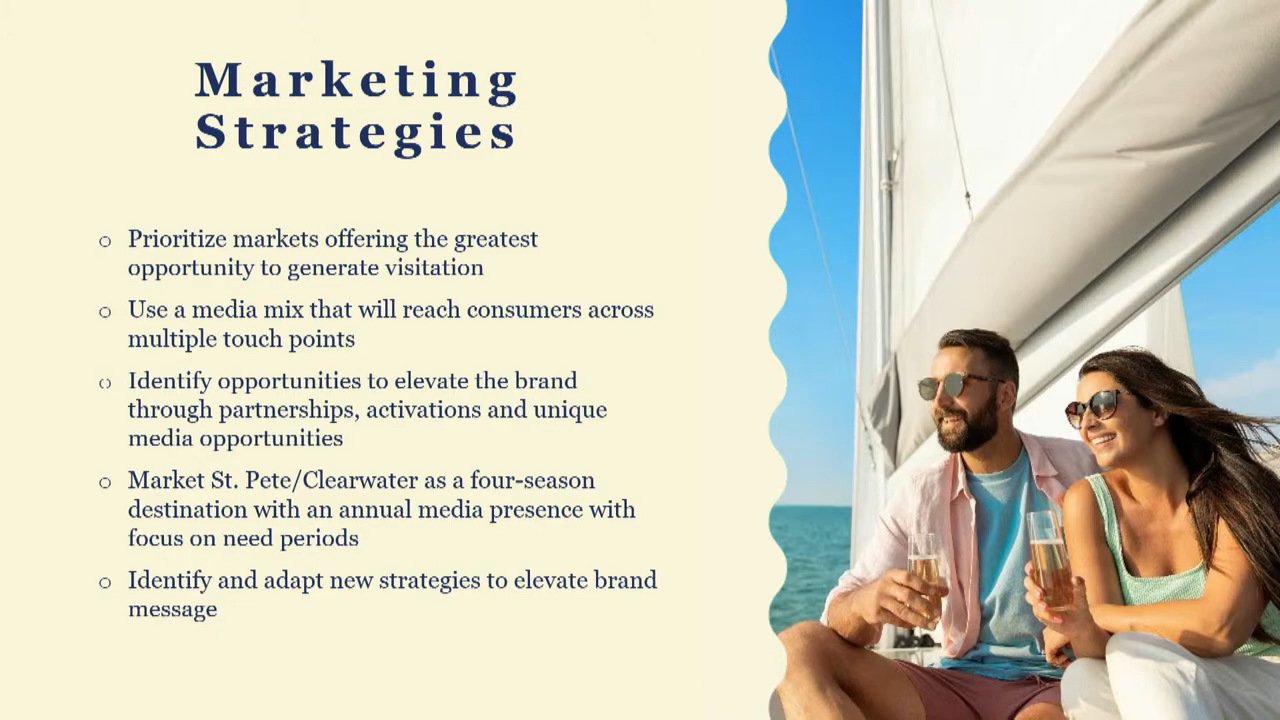 Marketing
Strategies
○ Prioritize markets offering the greatest
opportunity to generate visitation
○ Use a media mix that will reach consumers across
multiple touch points
○ Identify opportunities to elevate the brand
through partnerships, activations and unique
media opportunities
○ Market St. Pete/Clearwater as a four-season
destination with an annual media presence with
focus on need periods
○ Identify and adapt new strategies to elevate brand
message